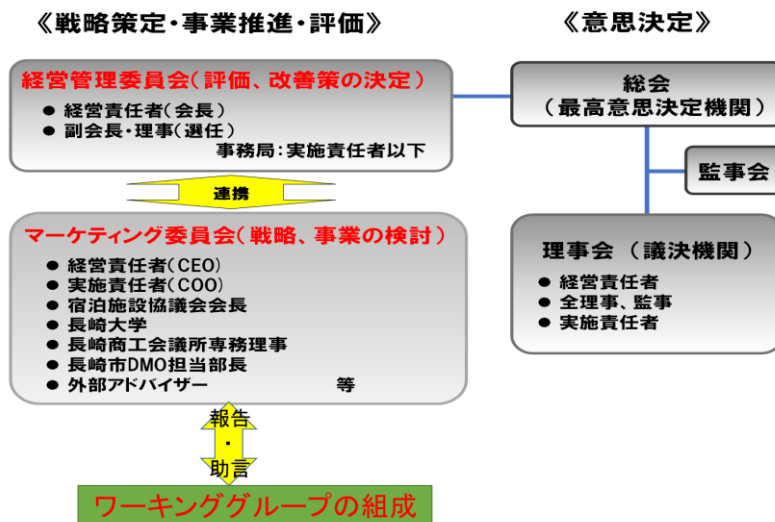 《戦略策定・事業推進・評価》
経営管理委員会（評価、改善策の決定）
● 経営責任者（会長）
● 副会長・理事（選任）
事務局：実施責任者以下
連携
マーケティング委員会（戦略、事業の検討）
● 経営責任者（CEO）
● 実施責任者（COO）
● 宿泊施設協議会会長
● 長崎大学
● 長崎商工会議所専務理事
● 長崎市DMO担当部長
● 外部アドバイザー 等
報告
・
助言
ワーキンググループの組成
《意思決定》
総会
（最高意思決定機関）
監事会
理事会（議決機関）
● 経営責任者
● 全理事、監事
● 実施責任者